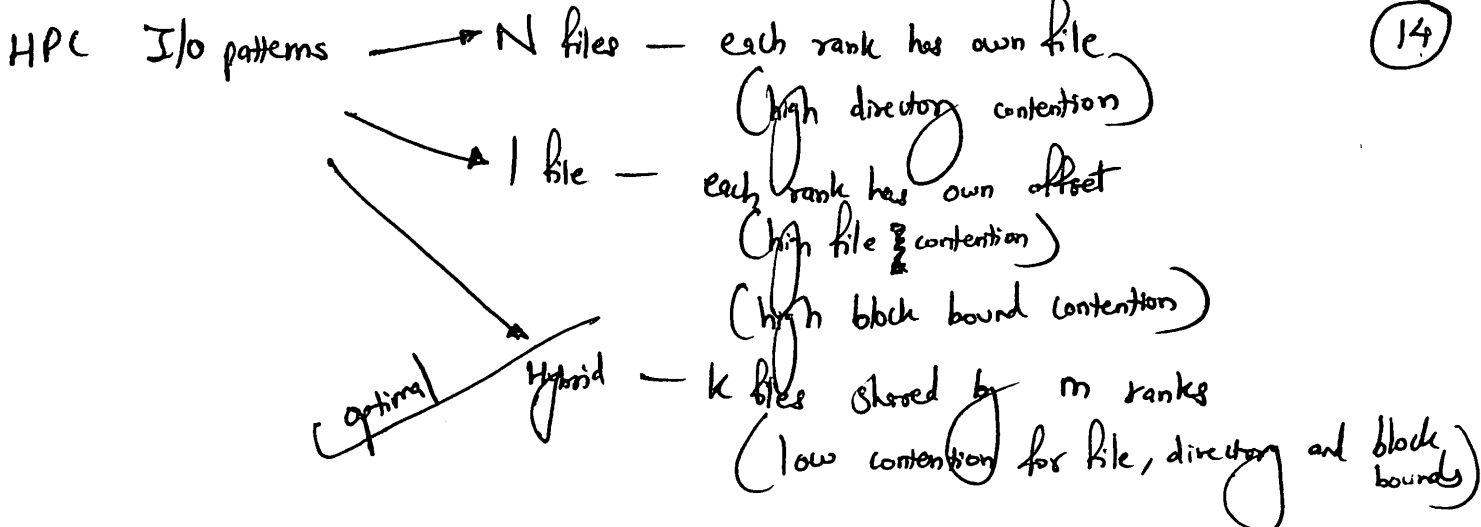 HPC I/o patterns → N files — each rank has own file
14
(high directory contention)
1 file — each rank has own offset
(high file contention)
(high block bound contention)
Hybrid — k files shared by m ranks
optimal
(low contention for file, directory and block
bounds)